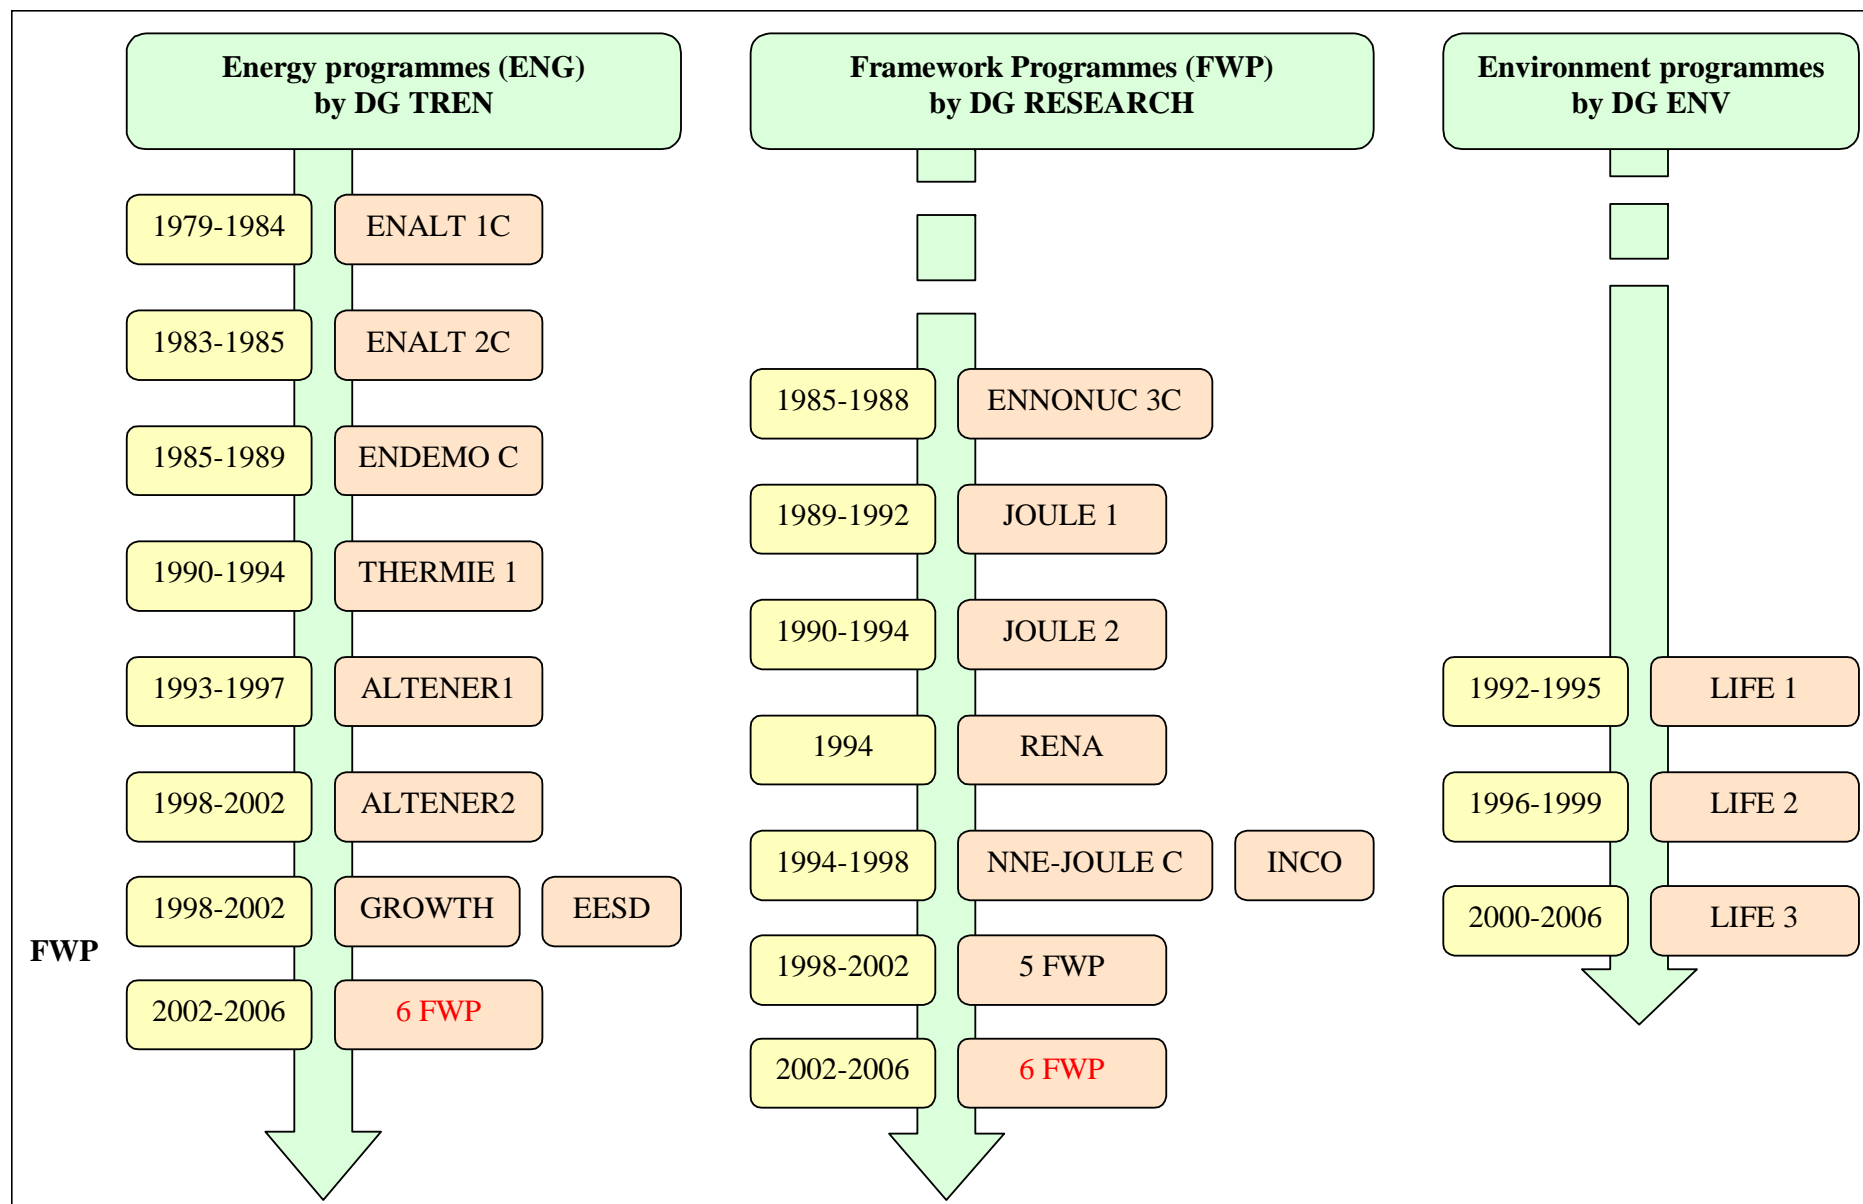 Energy programmes (ENG)
by DG TREN
1979-1984 ENALT 1C
1983-1985 ENALT 2C
1985-1989 ENDEMO C
1990-1994 THERMIE 1
1993-1997 ALTENER1
1998-2002 ALTENER2
1998-2002 GROWTH EESD
FWP
2002-2006 6 FWP
Framework Programmes (FWP)
by DG RESEARCH
1985-1988 ENNONUC 3C
1989-1992 JOULE 1
1990-1994 JOULE 2
1994 RENA
1994-1998 NNE-JOULE C INCO
1998-2002 5 FWP
2002-2006 6 FWP
Environment programmes
by DG ENV
1992-1995 LIFE 1
1996-1999 LIFE 2
2000-2006 LIFE 3